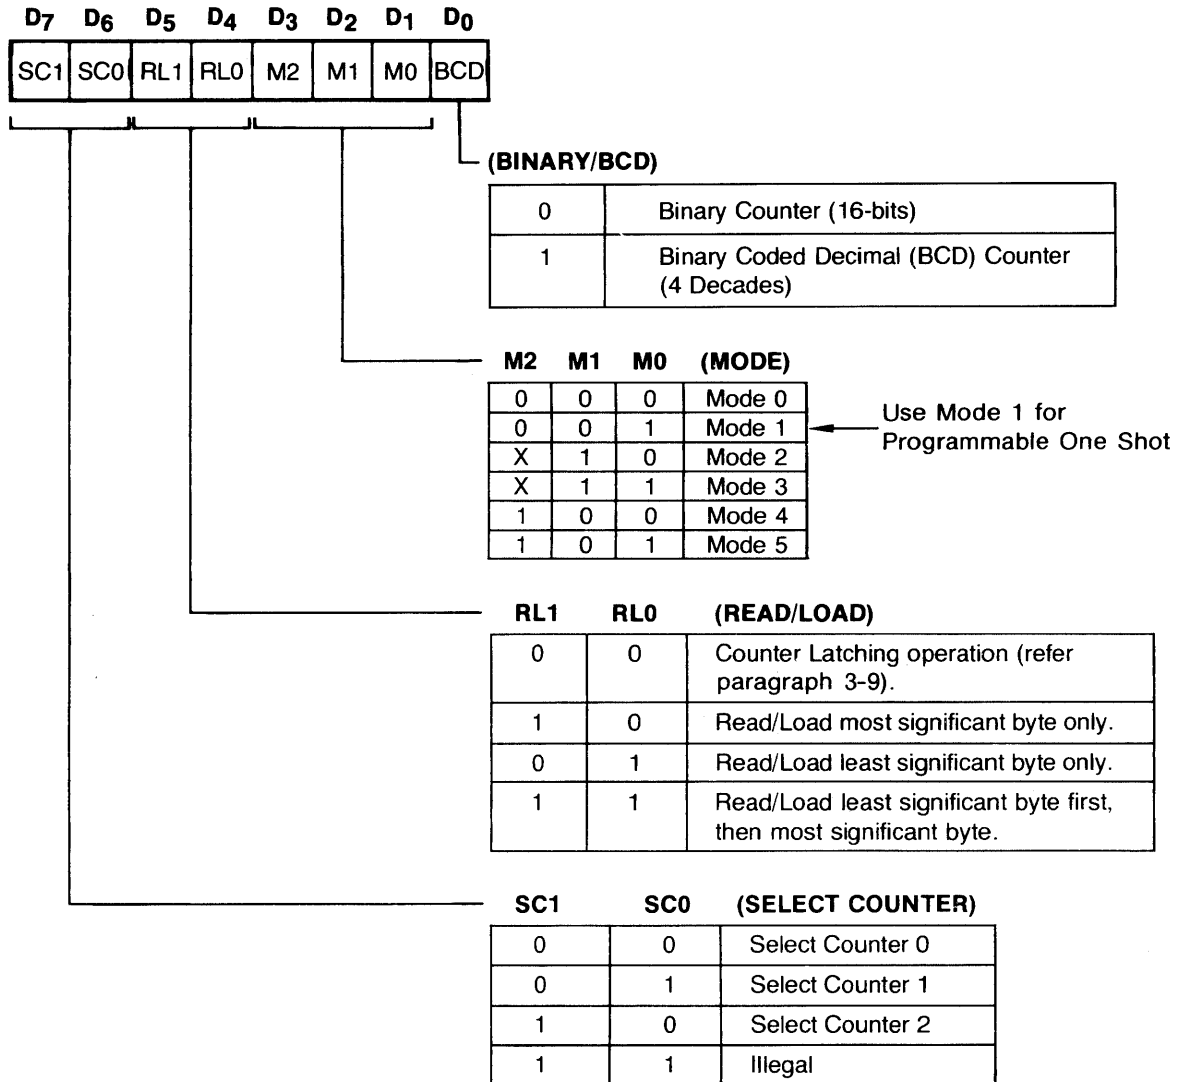 D7 D6 D5 D4 D3 D2 D1 D0
SC1 SC0 RL1 RL0 M2 M1 M0 BCD
(BINARY/BCD)
0 Binary Counter (16-bits)
1 Binary Coded Decimal (BCD) Counter
(4 Decades)
M2 M1 M0 (MODE)
0 0 0 Mode 0
0 0 1 Mode 1
X 1 0 Mode 2
X 1 1 Mode 3
1 0 0 Mode 4
1 0 1 Mode 5
Use Mode 1 for
Programmable One Shot
RL1 RL0 (READ/LOAD)
0 0 Counter Latching operation (refer
paragraph 3-9).
1 0 Read/Load most significant byte only.
0 1 Read/Load least significant byte only.
1 1 Read/Load least significant byte first,
then most significant byte.
SC1 SC0 (SELECT COUNTER)
0 0 Select Counter 0
0 1 Select Counter 1
1 0 Select Counter 2
1 1 Illegal